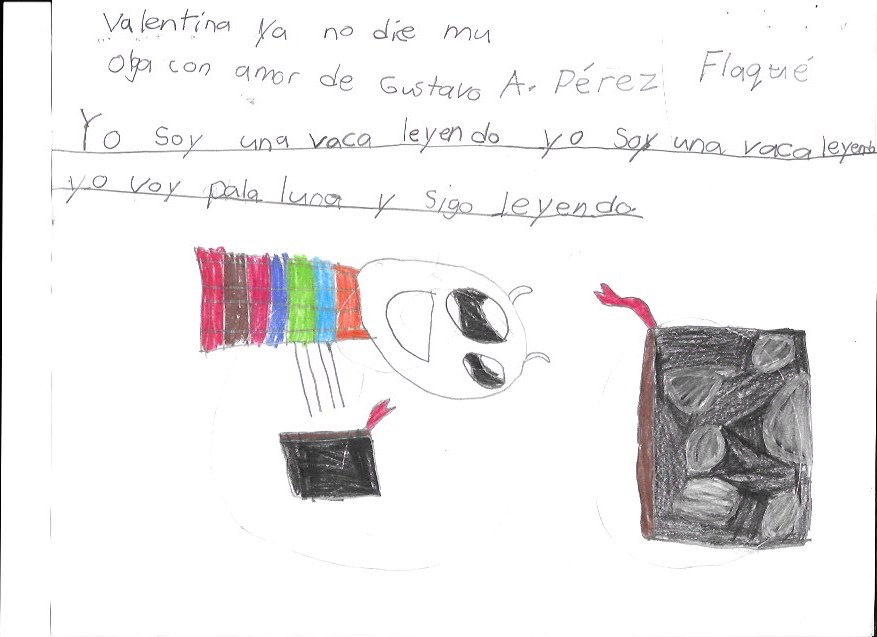 Valentina Ya no die mu
oba con amor de Gustavo A. Pérez Flaqué
Yo soy una vaca leyendo yo soy una vaca leyendo
yo voy pala luna y sigo leyendo